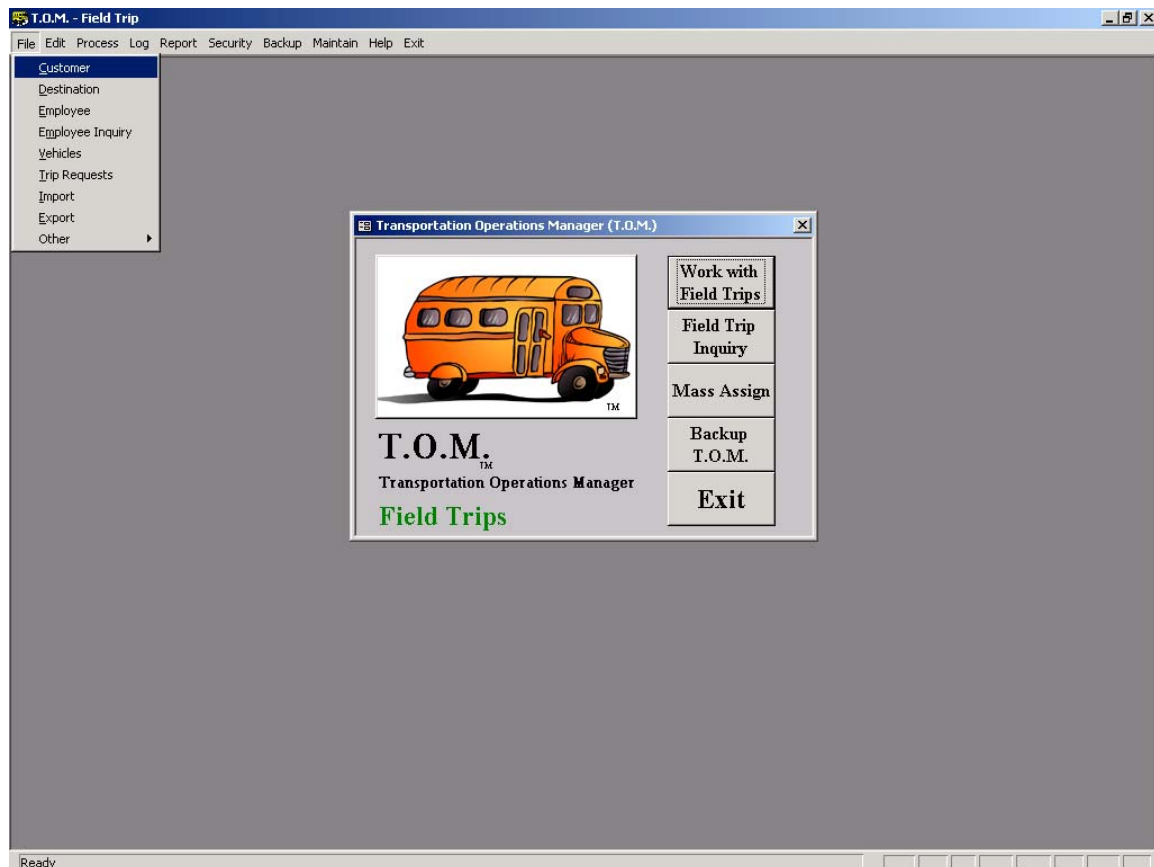 T.O.M. - Field Trip
File Edit Process Log Report Security Backup Maintain Help Exit
Customer
Destination
Employee
Employee Inquiry
Vehicles
Trip Requests
Import
Export
Other
Transportation Operations Manager (T.O.M.)
Work with
Field Trips
Field Trip
Inquiry
Mass Assign
Backup
T.O.M.
Exit
TM
T.O.M.
TM
Transportation Operations Manager
Field Trips
Ready